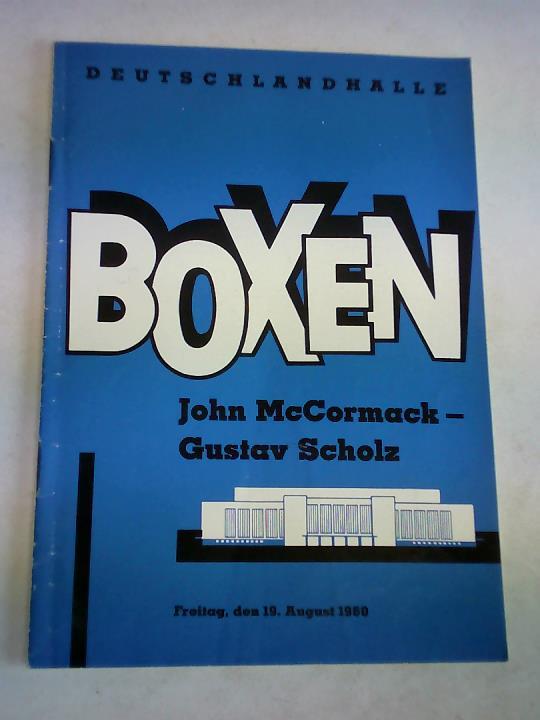 DEUTSCHLANDHALLE
BOXEN
John McCormack –
Gustav Scholz
Freitag, den 19. August 1960